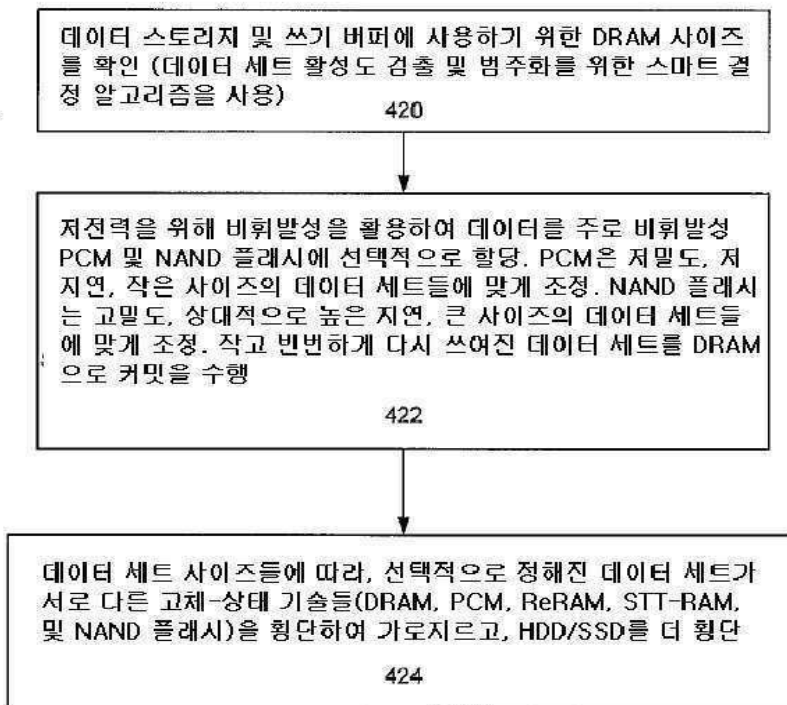 데이터 스토리지 및 쓰기 버퍼에 사용하기 위한 DRAM 사이즈
를 확인 (데이터 세트 활성도 검출 및 범주화를 위한 스마트 결
정 알고리즘을 사용)
420
저전력을 위해 비휘발성을 활용하여 데이터를 주로 비휘발성
PCM 및 NAND 플래시에 선택적으로 할당. PCM은 저밀도, 저
지연, 작은 사이즈의 데이터 세트들에 맞게 조정. NAND 플래시
는 고밀도, 상대적으로 높은 지연, 큰 사이즈의 데이터 세트들
에 맞게 조정. 작고 빈번하게 다시 쓰여진 데이터 세트를 DRAM
으로 커밋을 수행
422
데이터 세트 사이즈들에 따라, 선택적으로 정해진 데이터 세트가
서로 다른 고체-상태 기술들(DRAM, PCM, ReRAM, STT-RAM,
및 NAND 플래시)을 횡단하여 가로지르고, HDD/SSD를 더 횡단
424